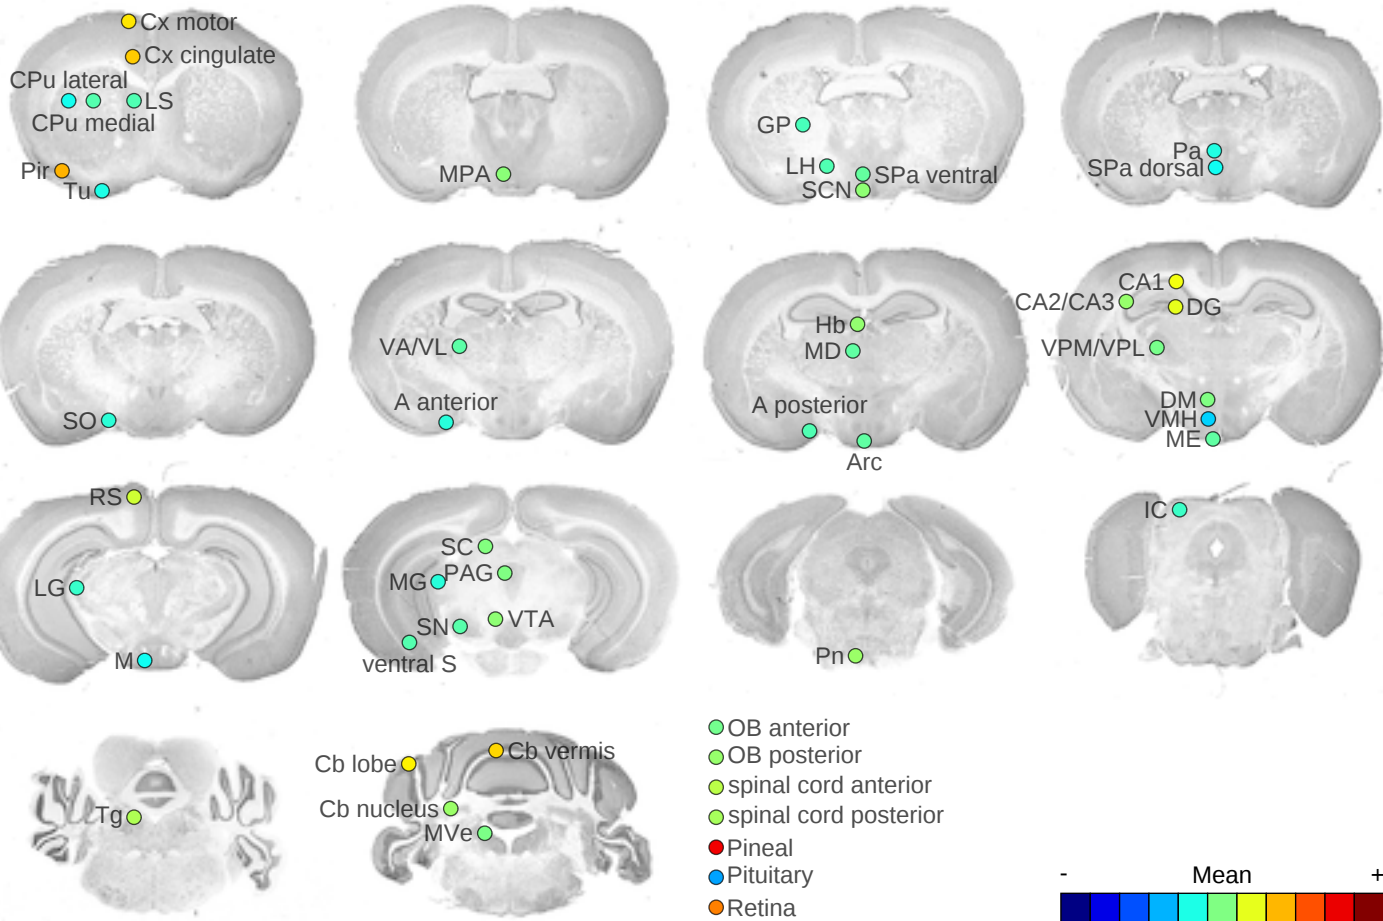 Cx motor
Cx cingulate
CPu lateral
LS
CPu medial
Pir
Tu
MPA
GP
LH
SPa ventral
SCN
Pa
SPa dorsal
SO
VA/VL
A anterior
Hb
MD
A posterior
Arc
CA1
CA2/CA3
DG
VPM/VPL
DM
VMH
ME
RS
LG
M
SC
PAG
MG
VTA
SN
ventral S
Pn
IC
Tg
Cb lobe
Cb vermis
Cb nucleus
MVe
OB anterior
OB posterior
spinal cord anterior
spinal cord posterior
Pineal
Pituitary
Retina
- Mean +